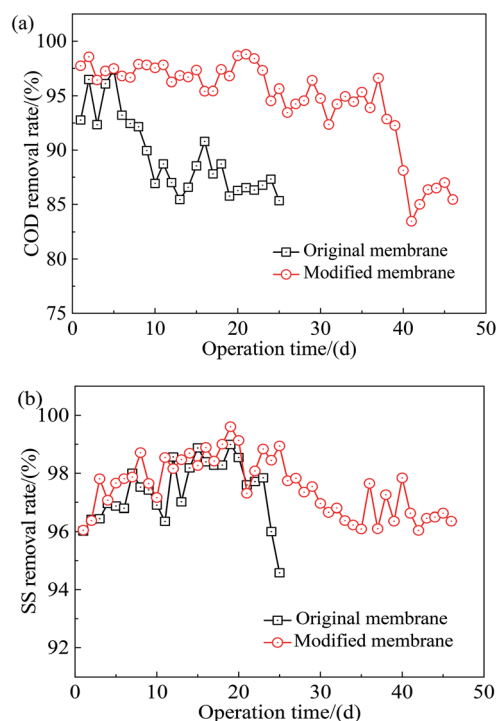 (a)
100
95
90
85
80
75
COD removal rate/(%)
Original membrane
Modified membrane
0 10 20 30 40 50
Operation time/(d)
(b)
100
98
96
94
92
SS removal rate/(%)
Original membrane
Modified membrane
0 10 20 30 40 50
Operation time/(d)